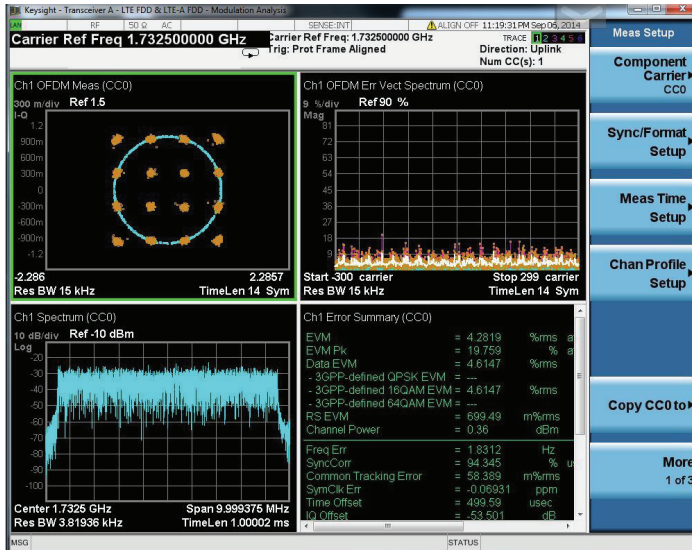 Keysight - Transceiver A - LTE FDD & LTE-A FDD - Modulation Analysis
LAN RF 50 Ω AC SENSE:INT ALIGN OFF 11:19:31PM Sep 06, 2014
Carrier Ref Freq 1.732500000 GHz
Carrier Ref Freq: 1.732500000 GHz
Trig: Prot Frame Aligned
TRACE 1 2 3 4 5 6
Direction: Uplink
Num CC(s): 1
Ch1 OFDM Meas (CC0)
300 m/div Ref 1.5
I-Q
1.2
900m
600m
300m
0
-300m
-600m
-900m
-1.2
-2.286 2.2857
Res BW 15 kHz TimeLen 14 Sym
Ch1 OFDM Err Vect Spectrum (CC0)
9 %/div Ref 90 %
Mag
81
72
63
54
45
36
27
18
9
Start -300 carrier Stop 299 carrier
Res BW 15 kHz TimeLen 14 Sym
Ch1 Spectrum (CC0)
10 dB/div Ref -10 dBm
Log
-20
-30
-40
-50
-60
-70
-80
-90
-100
Center 1.7325 GHz Span 9.999375 MHz
Res BW 3.81936 kHz TimeLen 1.00002 ms
Ch1 Error Summary (CC0)
EVM = 4.2819 %rms a
EVM Pk = 19.759 % a
Data EVM = 4.6147 %rms
- 3GPP-defined QPSK EVM = ---
- 3GPP-defined 16QAM EVM = 4.6147 %rms
- 3GPP-defined 64QAM EVM = ---
RS EVM = 699.49 m%rms
Channel Power = 0.36 dBm
Freq Err = 1.8312 Hz
SyncCorr = 94.345 % u
Common Tracking Error = 58.389 m%rms
SymClk Err = -0.06931 ppm
Time Offset = 499.59 usec
IQ Offset = -53.501 dB
Meas Setup
Component
Carrier
CC0
Sync/Format
Setup
Meas Time
Setup
Chan Profile
Setup
Copy CC0 to
More
1 of 3
MSG STATUS